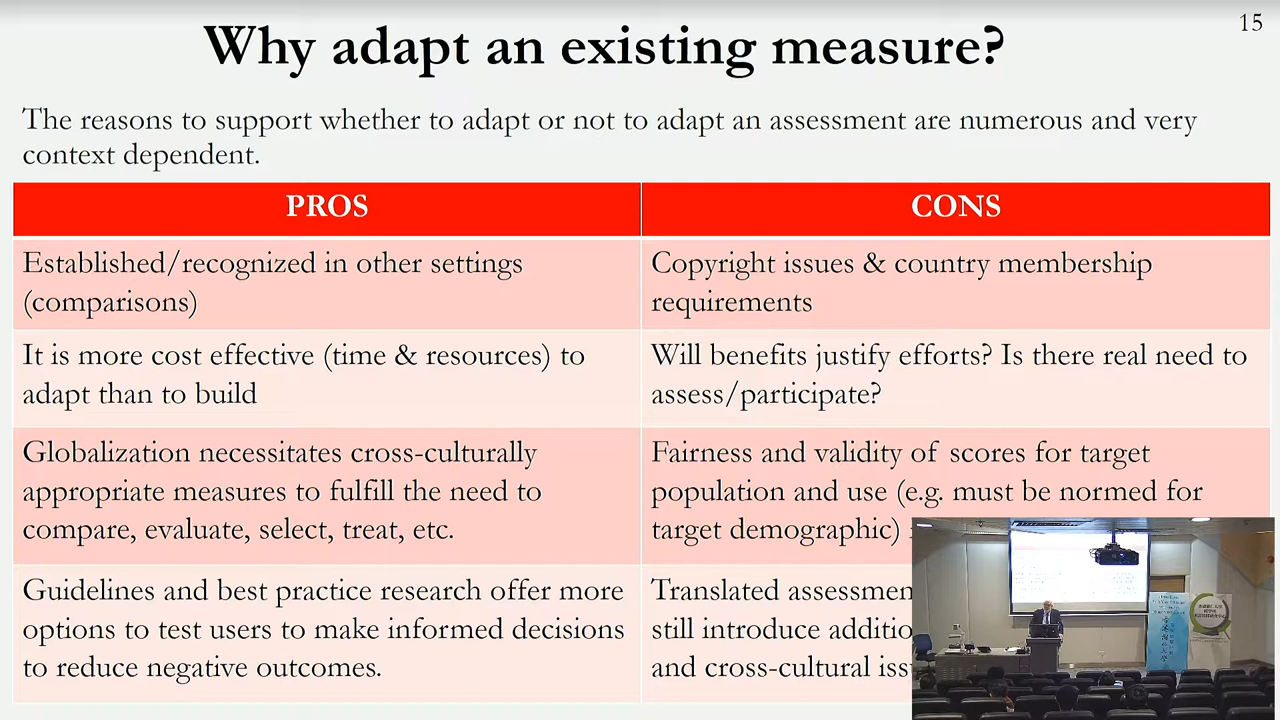 15
Why adapt an existing measure?
The reasons to support whether to adapt or not to adapt an assessment are numerous and very
context dependent.
PROS
CONS
Established/recognized in other settings
(comparisons)
Copyright issues & country membership
requirements
It is more cost effective (time & resources) to
adapt than to build
Will benefits justify efforts? Is there real need to
assess/participate?
Globalization necessitates cross-culturally
appropriate measures to fulfill the need to
compare, evaluate, select, treat, etc.
Fairness and validity of scores for target
population and use (e.g. must be normed for
target demographic)
Guidelines and best practice research offer more
options to test users to make informed decisions
to reduce negative outcomes.
Translated
still introduce
and cross-cultural